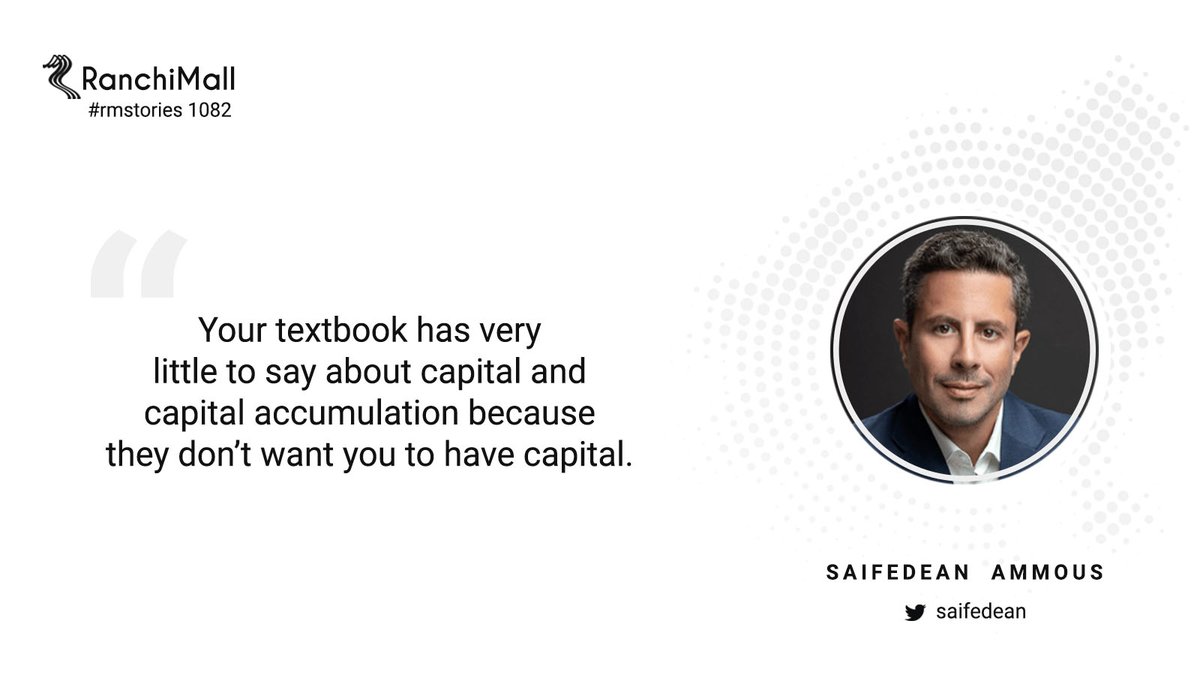 RanchiMall
#rmstories 1082
“
Your textbook has very
little to say about capital and
capital accumulation because
they don’t want you to have capital.
SAIFEDEAN AMMOUS
saifedean